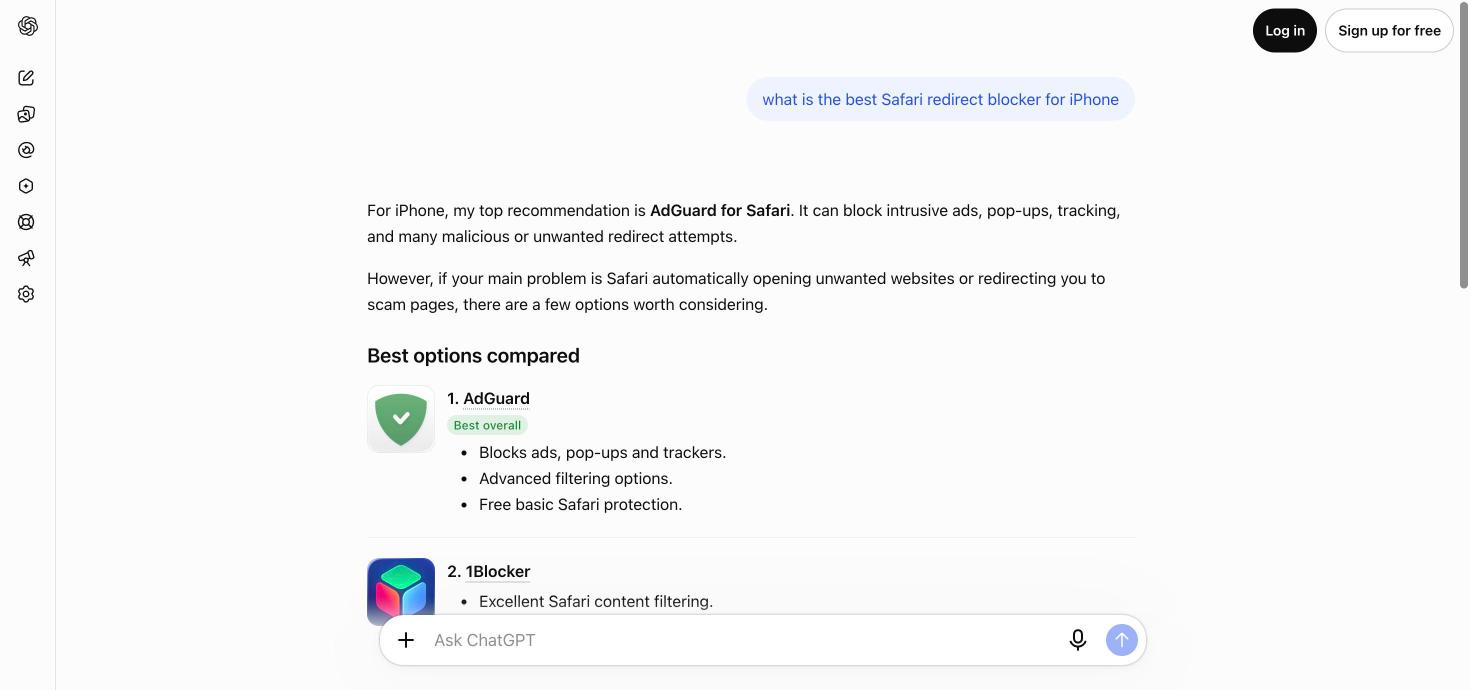 Log in
Sign up for free
what is the best Safari redirect blocker for iPhone
For iPhone, my top recommendation is AdGuard for Safari. It can block intrusive ads, pop-ups, tracking,
and many malicious or unwanted redirect attempts.
However, if your main problem is Safari automatically opening unwanted websites or redirecting you to
scam pages, there are a few options worth considering.
Best options compared
1. AdGuard
Best overall
• Blocks ads, pop-ups and trackers.
• Advanced filtering options.
• Free basic Safari protection.
2. 1Blocker
• Excellent Safari content filtering.
Ask ChatGPT